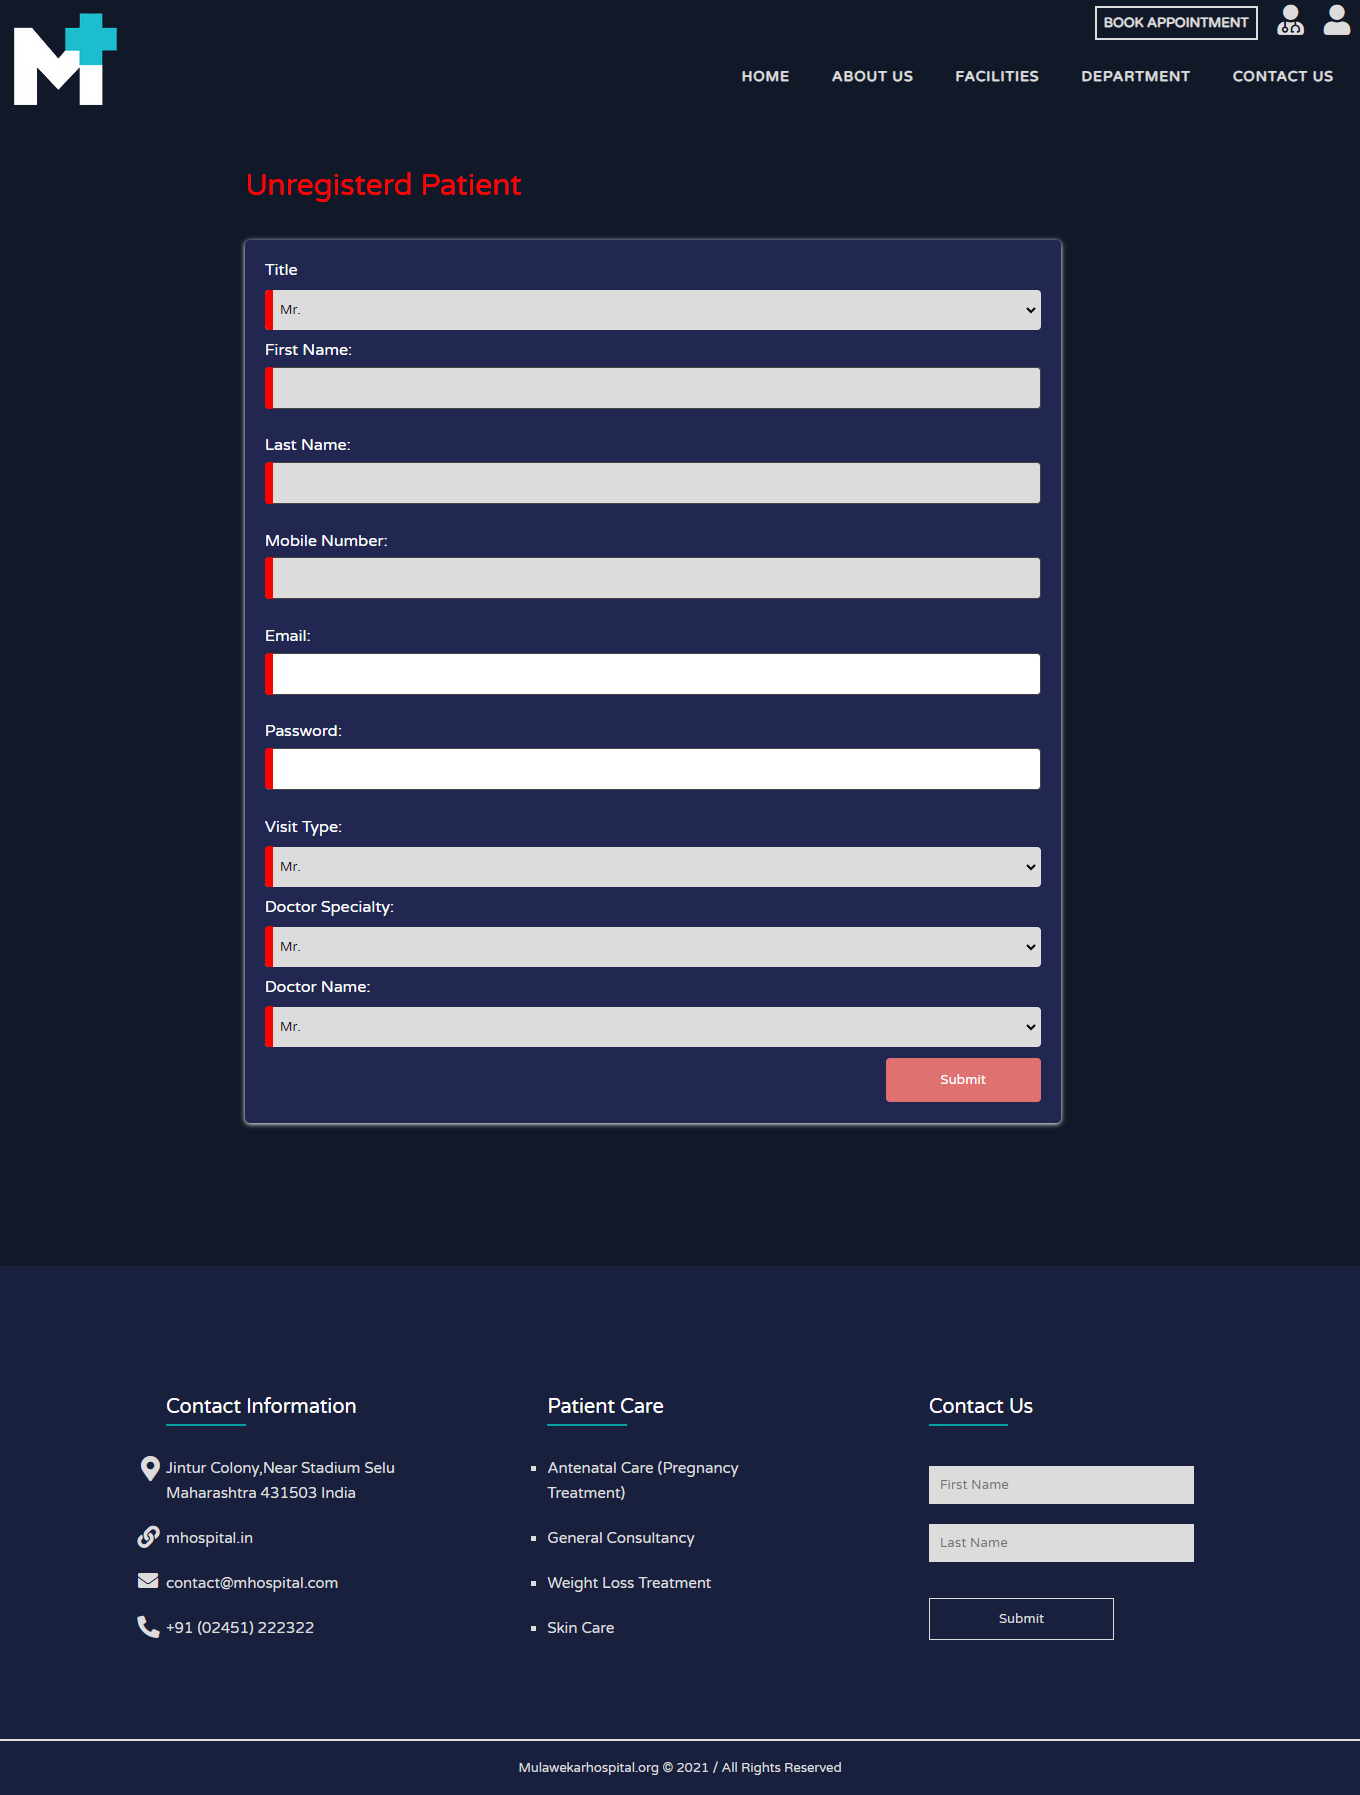 M
BOOK APPOINTMENT
HOME ABOUT US FACILITIES DEPARTMENT CONTACT US
Unregisterd Patient
Title
Mr.
First Name:
Last Name:
Mobile Number:
Email:
Password:
Visit Type:
Mr.
Doctor Specialty:
Mr.
Doctor Name:
Mr.
Submit
Contact Information
Jintur Colony,Near Stadium Selu
Maharashtra 431503 India
mhospital.in
contact@mhospital.com
+91 (02451) 222322
Patient Care
Antenatal Care (Pregnancy
Treatment)
General Consultancy
Weight Loss Treatment
Skin Care
Contact Us
First Name
Last Name
Submit
Mulawekarhospital.org © 2021 / All Rights Reserved